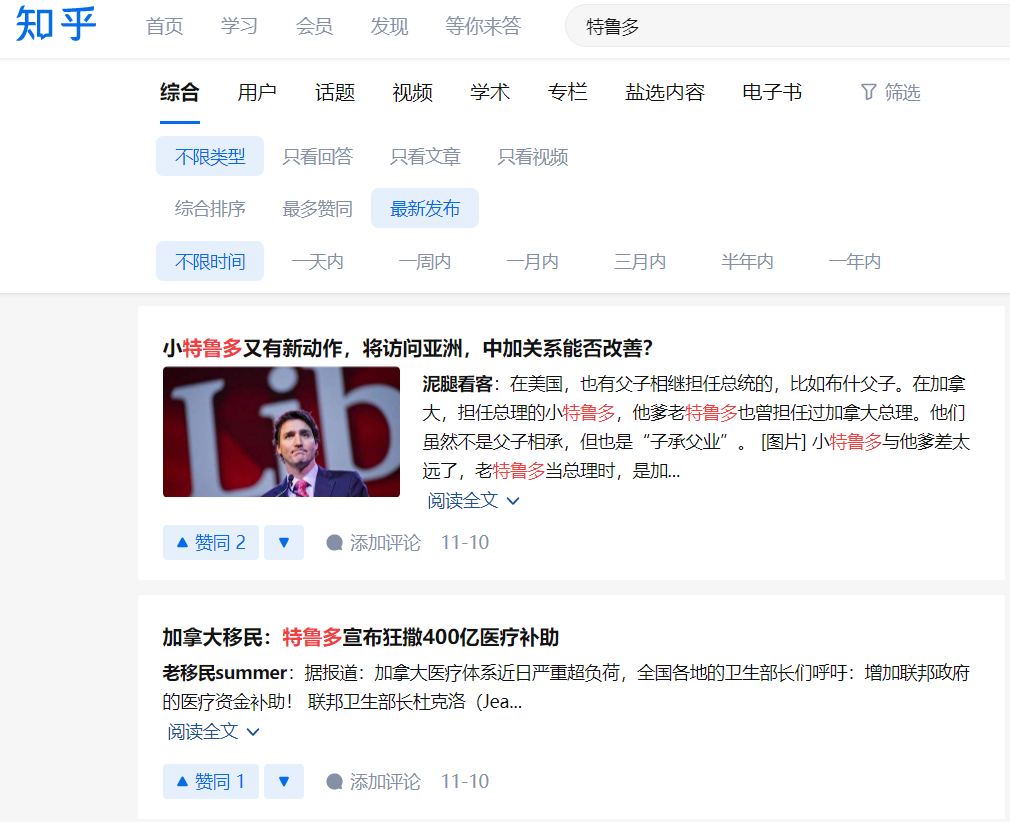 知乎 首页 学习 会员 发现 等你来答 特鲁多
综合 用户 话题 视频 学术 专栏 盐选内容 电子书 筛选
不限类型 只看回答 只看文章 只看视频
综合排序 最多赞同 最新发布
不限时间 一天内 一周内 一月内 三月内 半年内 一年内
小特鲁多又有新动作，将访问亚洲，中加关系能否改善？
Lib
泥腿看客：在美国，也有父子相继担任总统的，比如布什父子。在加拿
大，担任总理的小特鲁多，他爹老特鲁多也曾担任过加拿大总理。他们
虽然不是父子相承，但也是“子承父业”。 [图片] 小特鲁多与他爹差太
远了，老特鲁多当总理时，是加...
阅读全文
赞同 2 添加评论 11-10
加拿大移民：特鲁多宣布狂撒400亿医疗补助
老移民summer：据报道：加拿大医疗体系近日严重超负荷，全国各地的卫生部长们呼吁：增加联邦政府
的医疗资金补助！ 联邦卫生部长杜克洛（Jea...
阅读全文
赞同 1 添加评论 11-10